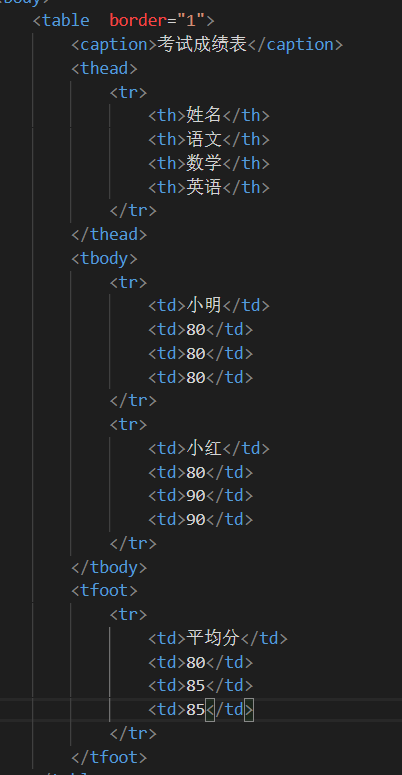 <table  border="1">
<caption>考试成绩表</caption>
<thead>
<tr>
<th>姓名</th>
<th>语文</th>
<th>数学</th>
<th>英语</th>
</tr>
</thead>
<tbody>
<tr>
<td>小明</td>
<td>80</td>
<td>80</td>
<td>80</td>
</tr>
<tr>
<td>小红</td>
<td>80</td>
<td>90</td>
<td>90</td>
</tr>
</tbody>
<tfoot>
<tr>
<td>平均分</td>
<td>80</td>
<td>85</td>
<td>85</td>
</tr>
</tfoot>